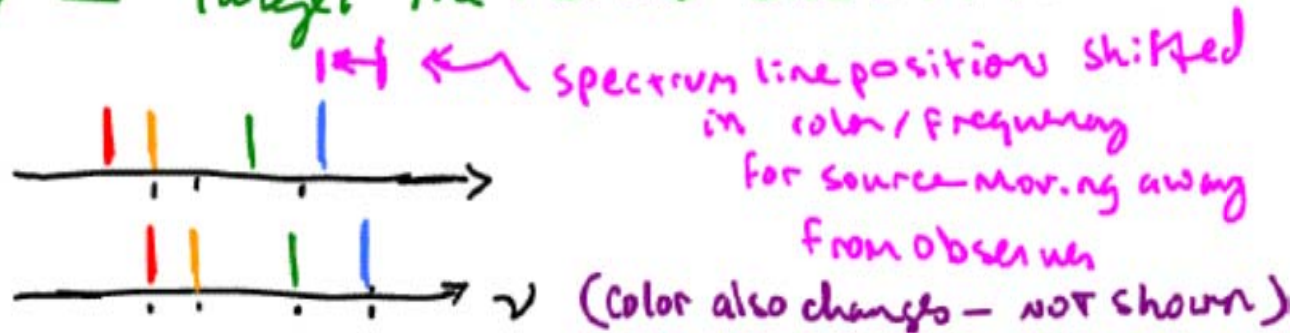 spectrum line positions shifted
in color/frequency
for source moving away
from observer
ν (color also changes - NOT shown)